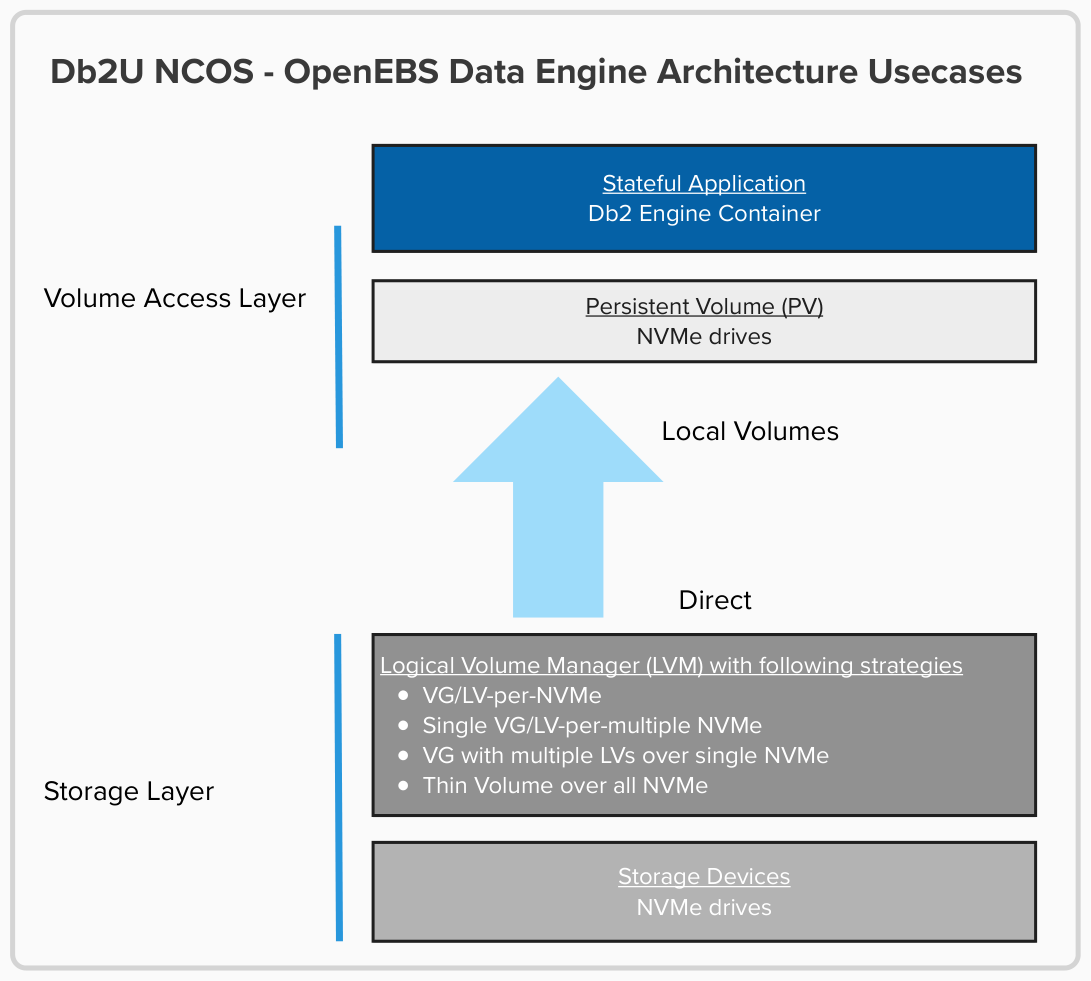 Db2U NCOS - OpenEBS Data Engine Architecture Usecases
Stateful Application
Db2 Engine Container
Volume Access Layer
Persistent Volume (PV)
NVMe drives
Local Volumes
Direct
Logical Volume Manager (LVM) with following strategies
● VG/LV-per-NVMe
● Single VG/LV-per-multiple NVMe
● VG with multiple LVs over single NVMe
● Thin Volume over all NVMe
Storage Layer
Storage Devices
NVMe drives